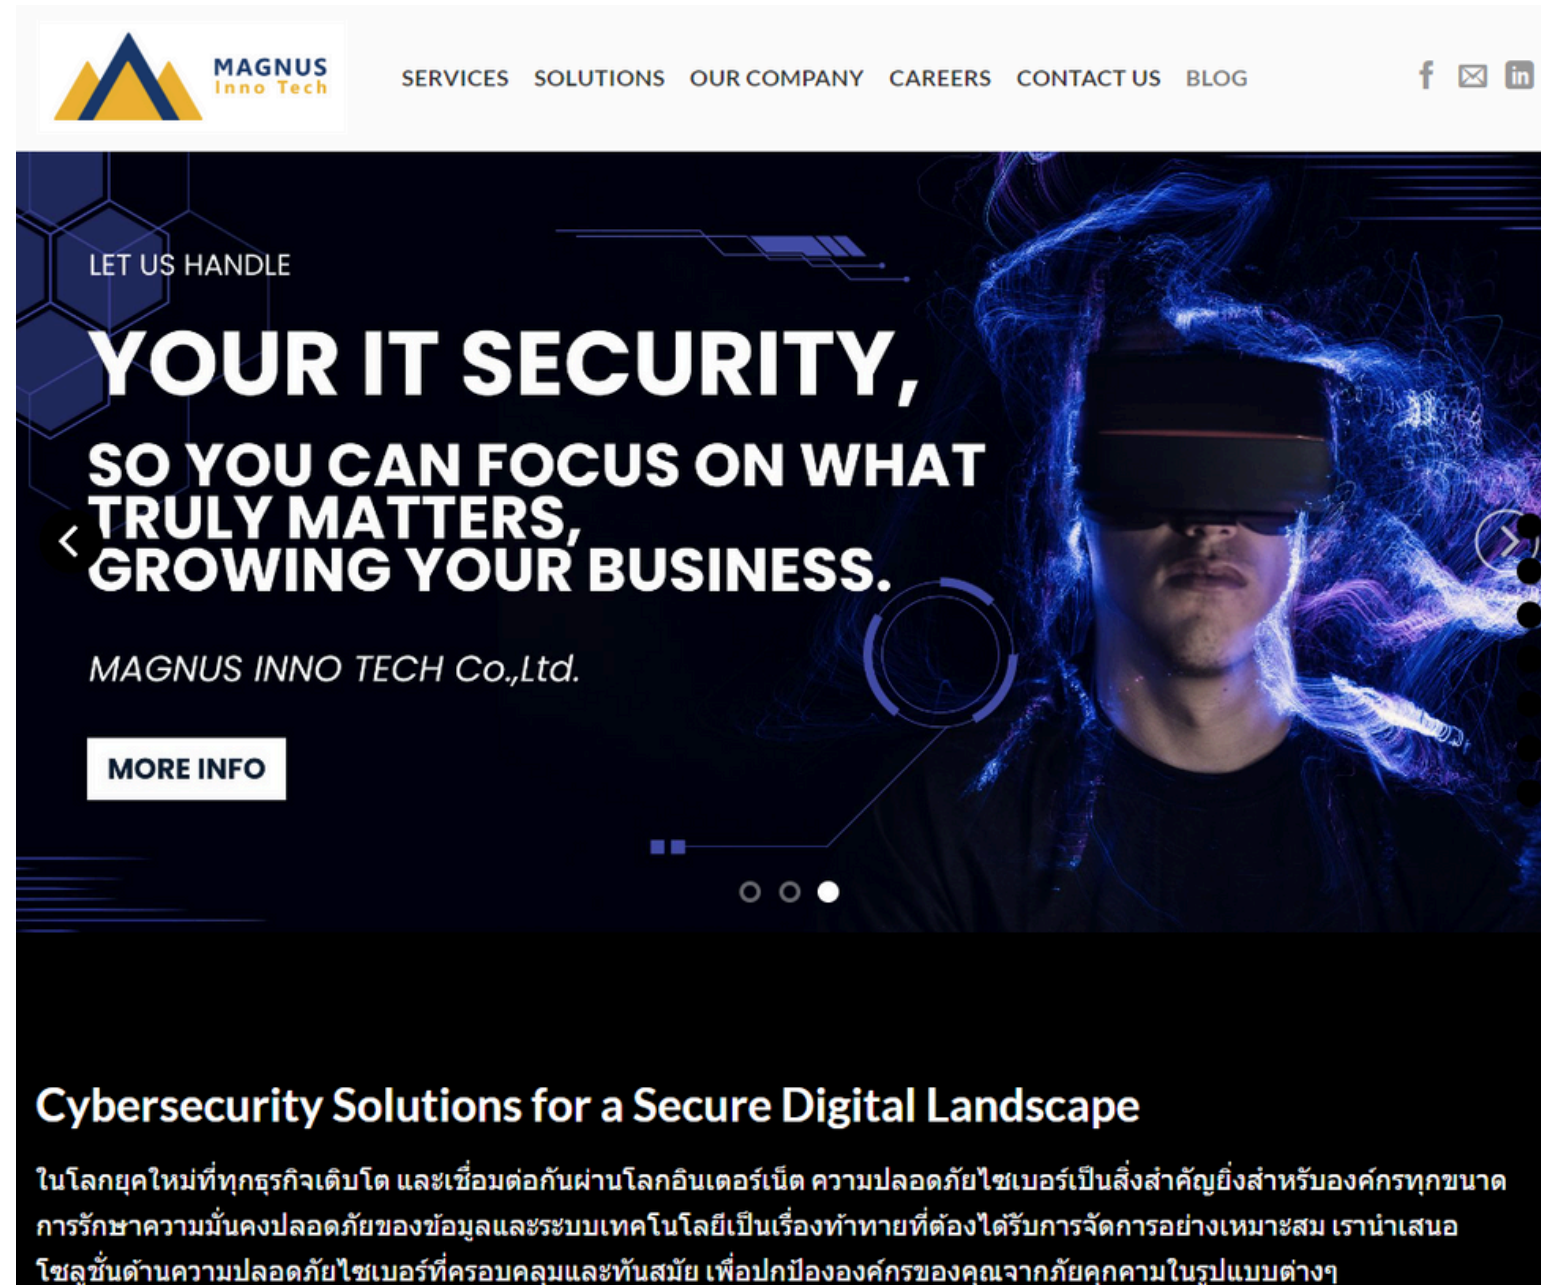 MAGNUS
Inno Tech
SERVICES SOLUTIONS OUR COMPANY CAREERS CONTACT US BLOG
LET US HANDLE
YOUR IT SECURITY,
SO YOU CAN FOCUS ON WHAT
TRULY MATTERS,
GROWING YOUR BUSINESS.
MAGNUS INNO TECH Co.,Ltd.
MORE INFO
Cybersecurity Solutions for a Secure Digital Landscape
ในโลกยุคใหม่ที่ทุกธุรกิจเติบโต และเชื่อมต่อกันผ่านโลกอินเตอร์เน็ต ความปลอดภัยไซเบอร์เป็นสิ่งสำคัญยิ่งสำหรับองค์กรทุกขนาด
การรักษาความมั่นคงปลอดภัยของข้อมูลและระบบเทคโนโลยีเป็นเรื่องท้าทายที่ต้องได้รับการจัดการอย่างเหมาะสม เรานำเสนอ
โซลูชั่นด้านความปลอดภัยไซเบอร์ที่ครอบคลุมและทันสมัย เพื่อปกป้ององค์กรของคุณจากภัยคุกคามในรูปแบบต่างๆ